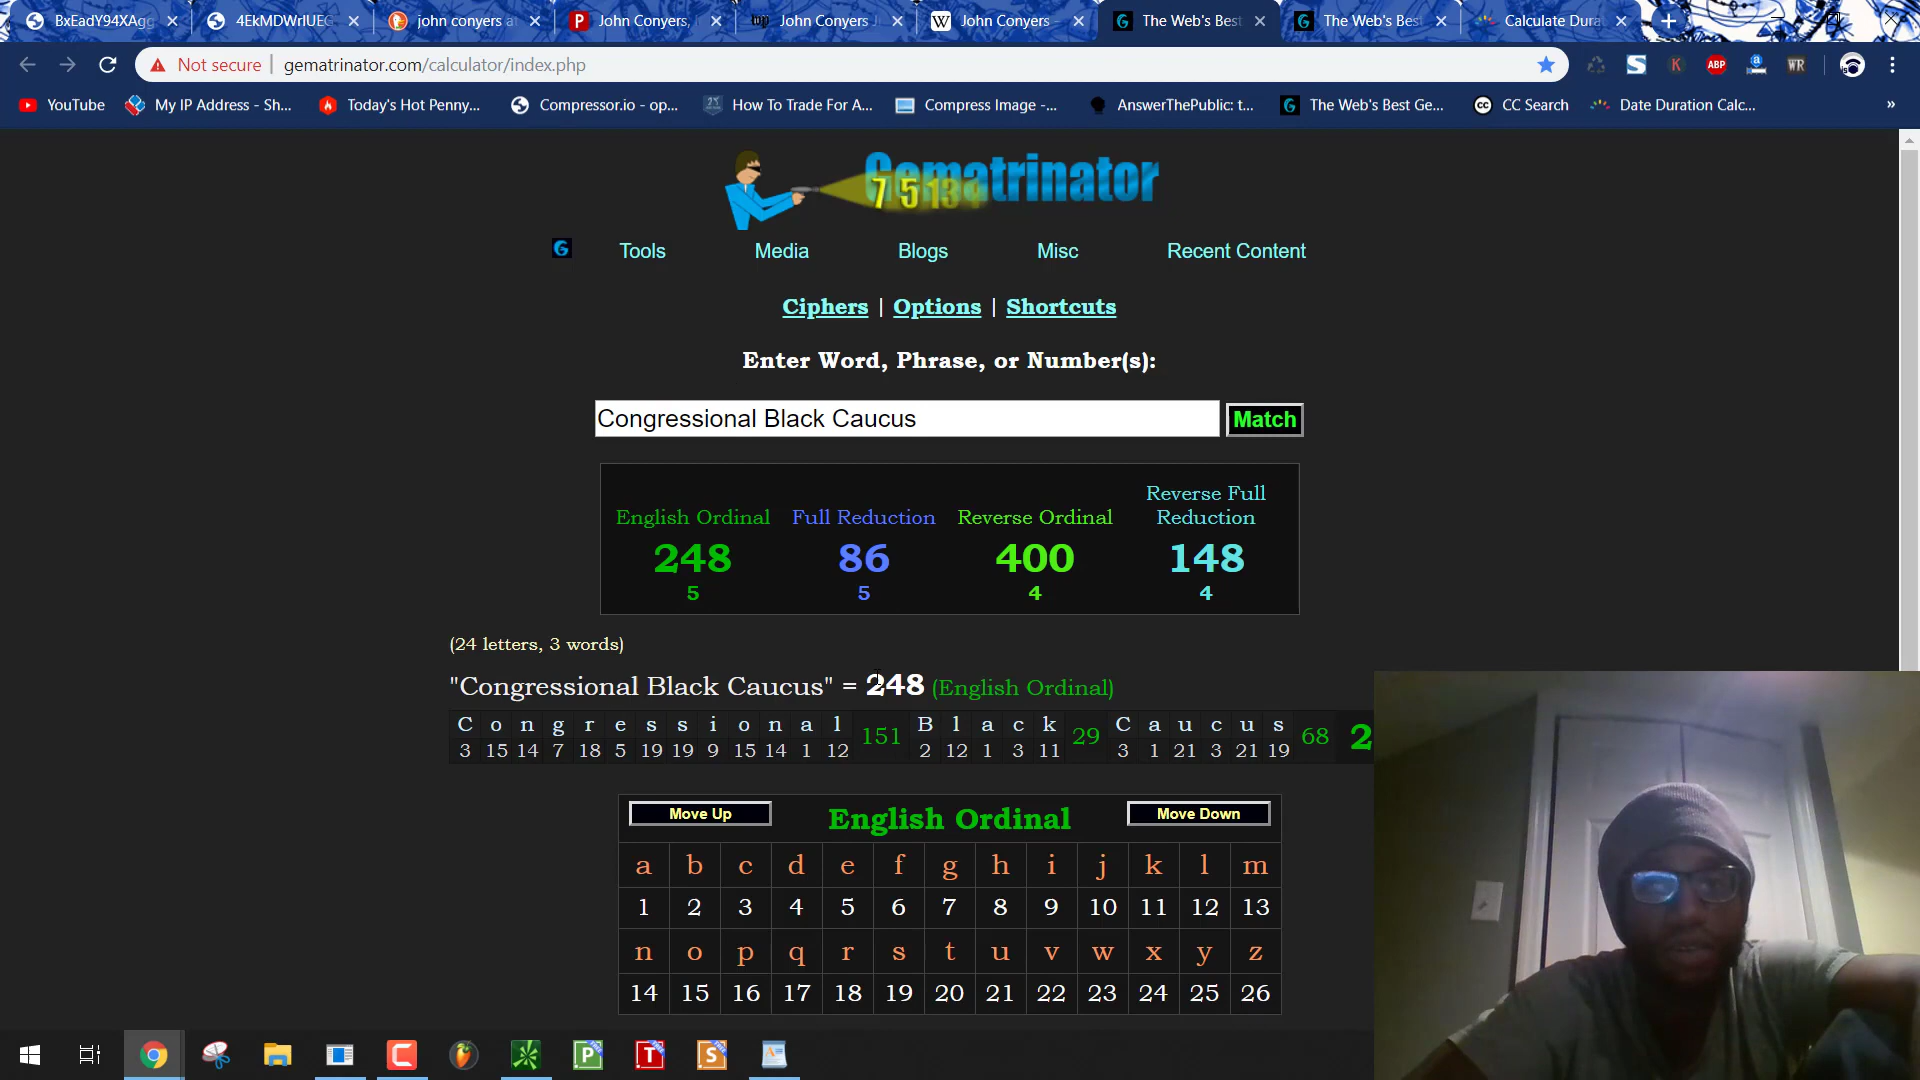 BxEadY94XAgg
4EkMDWrlUEG
john conyers a
John Conyers,
John Conyers J
John Conyers -
The Web's Best
The Web's Best
Calculate Dura
Not secure gematrinator.com/calculator/index.php
YouTube My IP Address - Sh... Today's Hot Penny... Compressor.io - op... How To Trade For A... Compress Image -... AnswerThePublic: t... The Web's Best Ge... CC Search Date Duration Calc... »
Gematrinator
7 5 13
Tools Media Blogs Misc Recent Content
Ciphers | Options | Shortcuts
Enter Word, Phrase, or Number(s):
Congressional Black Caucus Match
English Ordinal Full Reduction Reverse Ordinal Reverse Full Reduction
248 86 400 148
5 5 4 4
(24 letters, 3 words)
"Congressional Black Caucus" = 248 (English Ordinal)
C o n g r e s s i o n a l 151 B l a c k 29 C a u c u s 68 2
3 15 14 7 18 5 19 19 9 15 14 1 12 2 12 1 3 11 3 1 21 3 21 19
Move Up English Ordinal Move Down
a b c d e f g h i j k l m
1 2 3 4 5 6 7 8 9 10 11 12 13
n o p q r s t u v w x y z
14 15 16 17 18 19 20 21 22 23 24 25 26